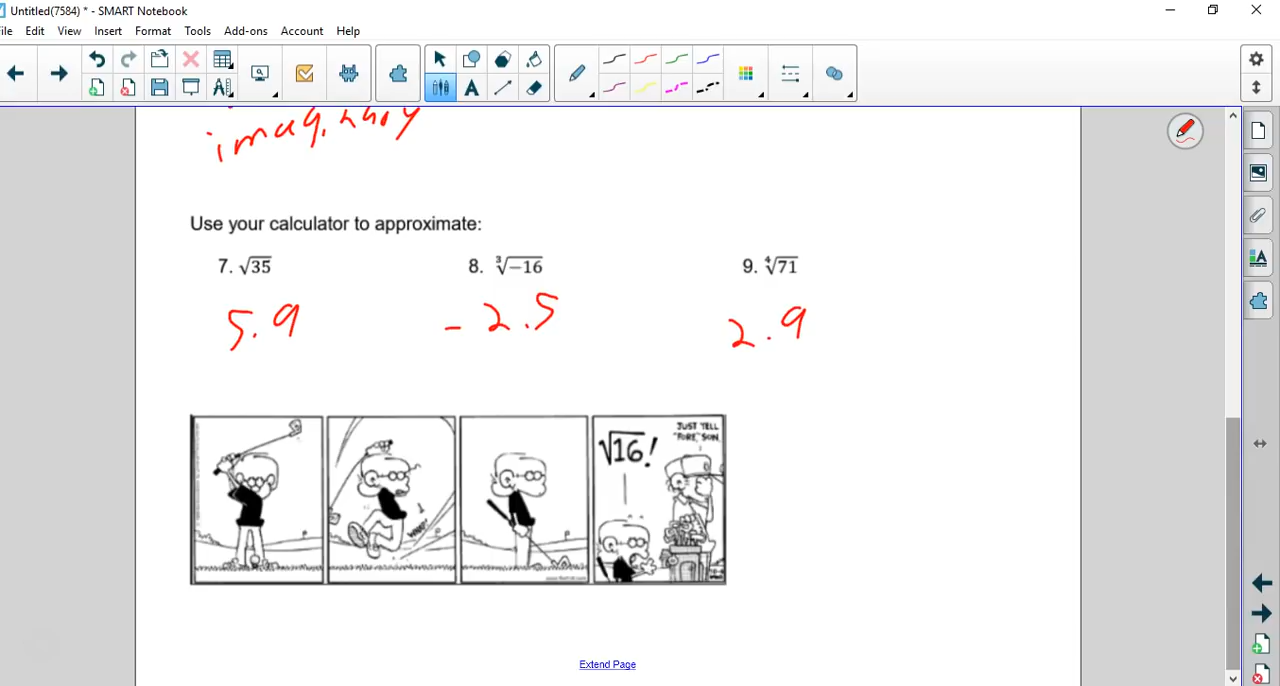 Untitled(7584) * - SMART Notebook
ile Edit View Insert Format Tools Add-ons Account Help
imaginary
Use your calculator to approximate:
7. √35 8. ∛−16 9. ∜71
5.9 - 2.5 2.9
√16!
JUST TELL
"FORE," SON.
Extend Page